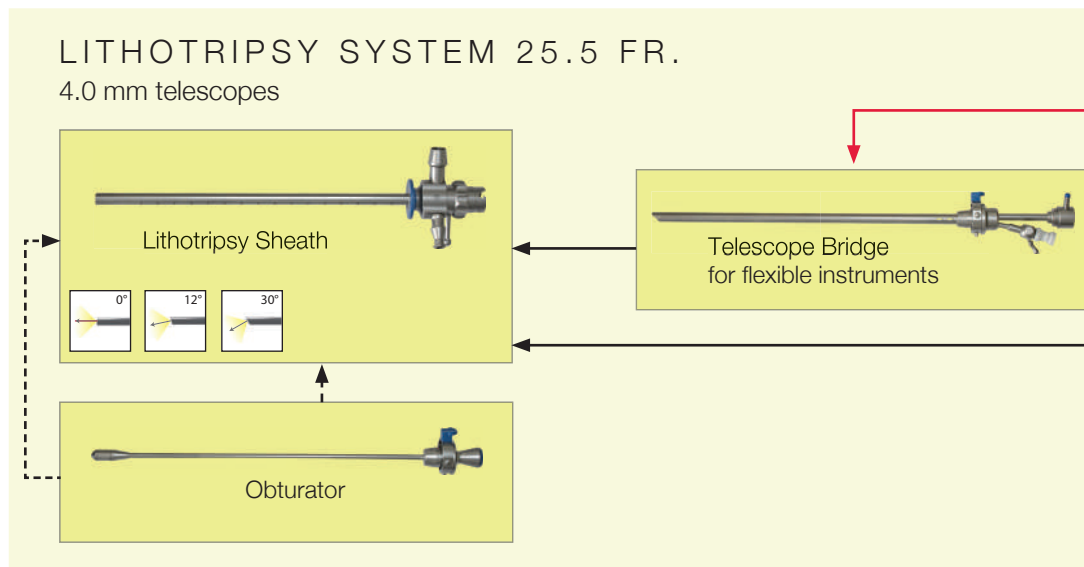 LITHOTRIPSY SYSTEM 25.5 FR.
4.0 mm telescopes
Lithotripsy Sheath
0°
12°
30°
Telescope Bridge
for flexible instruments
Obturator